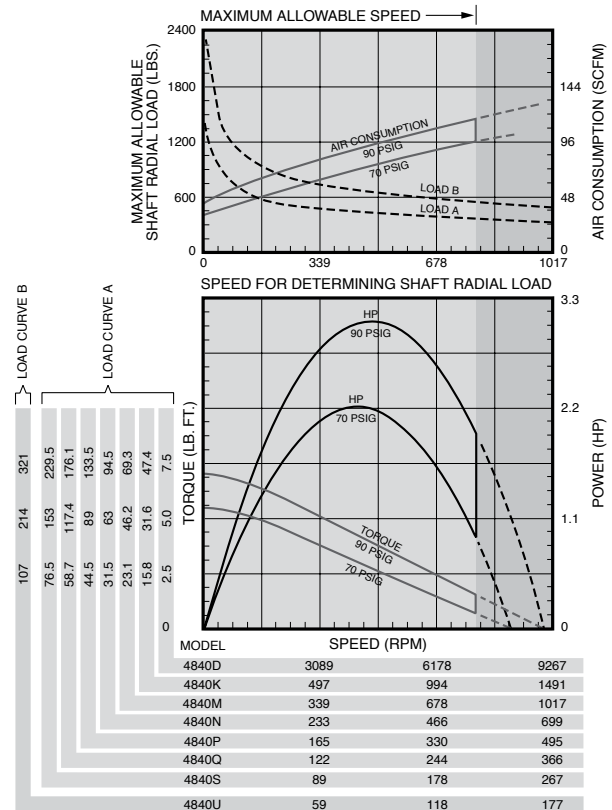 MAXIMUM ALLOWABLE SPEED
MAXIMUM ALLOWABLE
SHAFT RADIAL LOAD (LBS.)
2400
1800
1200
600
0
AIR CONSUMPTION
90 PSIG
70 PSIG
LOAD B
LOAD A
144
96
48
0
AIR CONSUMPTION (SCFM)
0 339 678 1017
SPEED FOR DETERMINING SHAFT RADIAL LOAD
LOAD CURVE B
LOAD CURVE A
321 229.5 176.1 133.5 94.5 69.3 47.4 7.5
214 153 117.4 89 63 46.2 31.6 5.0
107 76.5 58.7 44.5 31.5 23.1 15.8 2.5
0
TORQUE (LB. FT.)
HP
90 PSIG
HP
70 PSIG
TORQUE
90 PSIG
70 PSIG
3.3
2.2
1.1
0
POWER (HP)
MODEL SPEED (RPM)
4840D 3089 6178 9267
4840K 497 994 1491
4840M 339 678 1017
4840N 233 466 699
4840P 165 330 495
4840Q 122 244 366
4840S 89 178 267
4840U 59 118 177